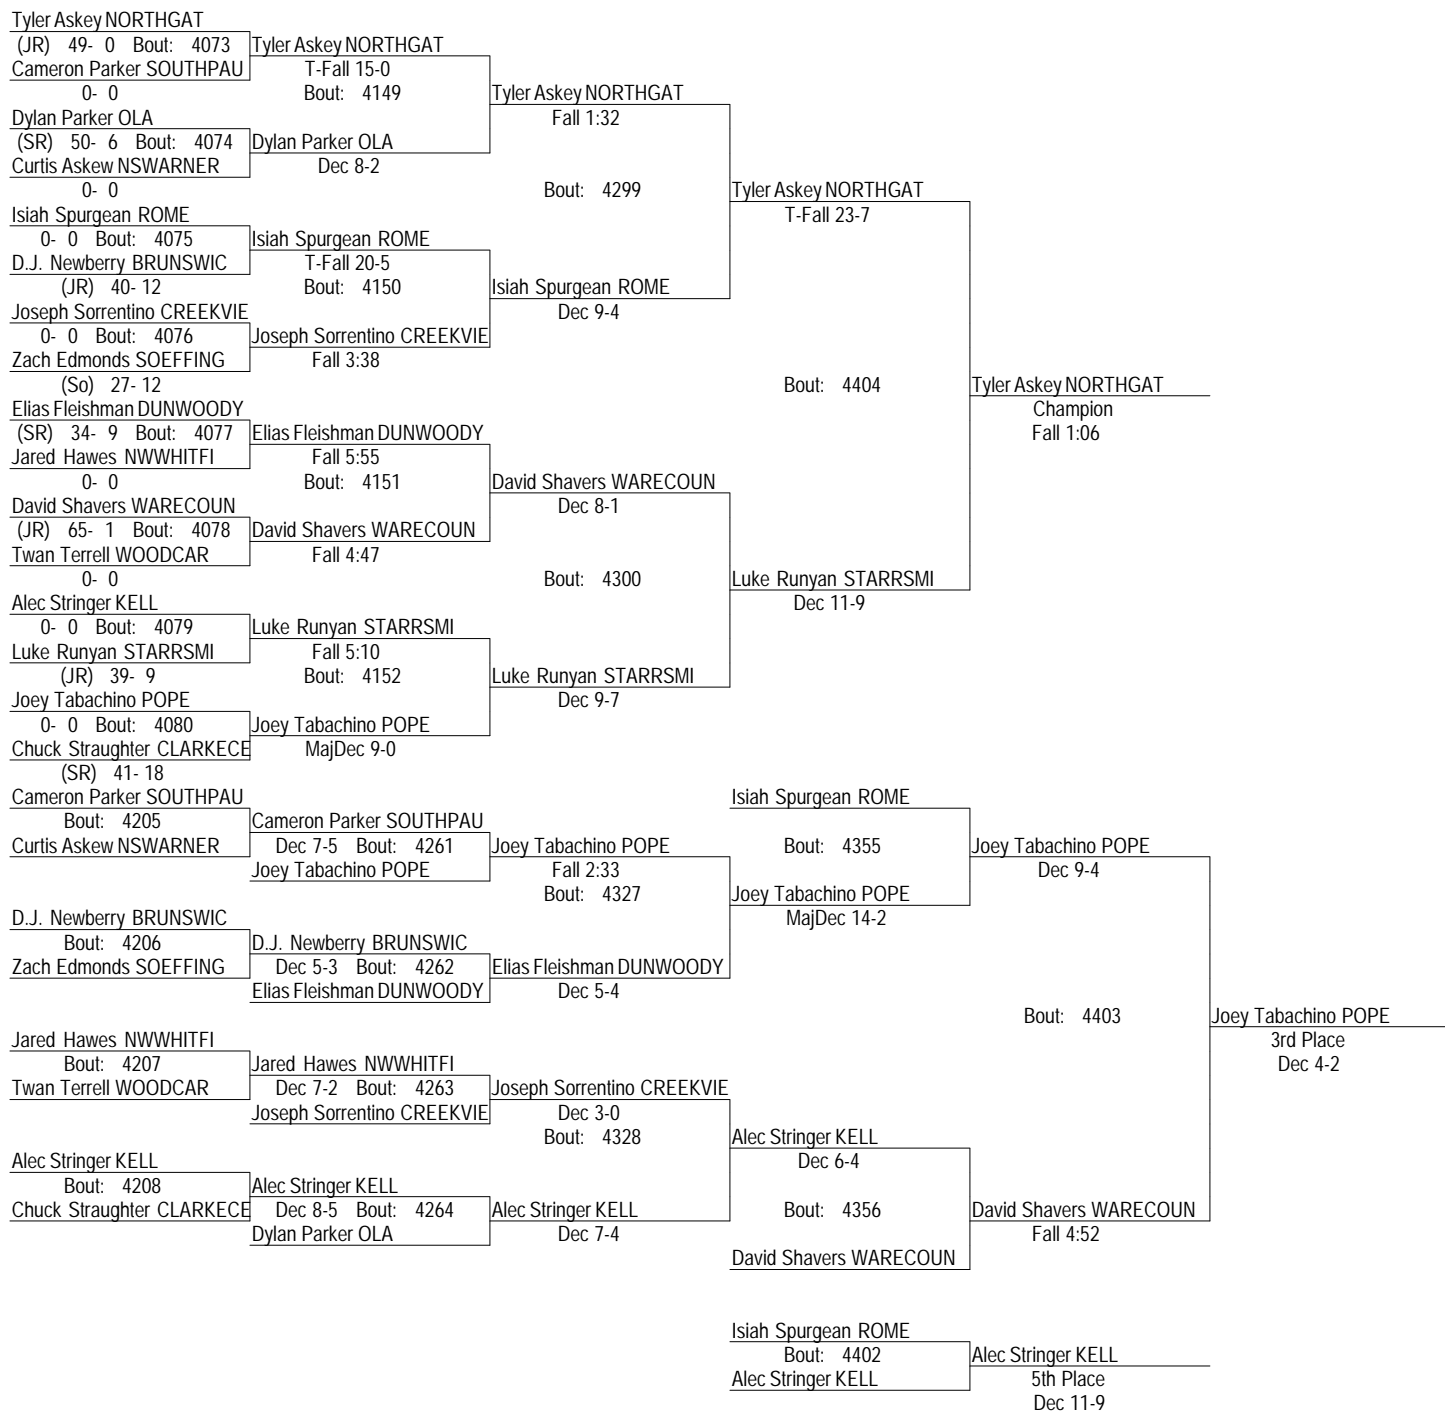 Tyler Askey NORTHGAT
(JR) 49- 0 Bout: 4073 Tyler Askey NORTHGAT
Cameron Parker SOUTHPAU T-Fall 15-0
0- 0 Bout: 4149 Tyler Askey NORTHGAT
Dylan Parker OLA Fall 1:32
(SR) 50- 6 Bout: 4074 Dylan Parker OLA
Curtis Askew NSWARNER Dec 8-2
0- 0 Bout: 4299 Tyler Askey NORTHGAT
Isiah Spurgean ROME T-Fall 23-7
0- 0 Bout: 4075 Isiah Spurgean ROME
D.J. Newberry BRUNSWIC T-Fall 20-5
(JR) 40- 12 Bout: 4150 Isiah Spurgean ROME
Joseph Sorrentino CREEKVIE Dec 9-4
0- 0 Bout: 4076 Joseph Sorrentino CREEKVIE
Zach Edmonds SOEFFING Fall 3:38
(So) 27- 12 Bout: 4404 Tyler Askey NORTHGAT
Elias Fleishman DUNWOODY Champion
(SR) 34- 9 Bout: 4077 Elias Fleishman DUNWOODY Fall 1:06
Jared Hawes NWWHITFI Fall 5:55
0- 0 Bout: 4151 David Shavers WARECOUN
David Shavers WARECOUN Dec 8-1
(JR) 65- 1 Bout: 4078 David Shavers WARECOUN
Twan Terrell WOODCAR Fall 4:47
0- 0 Bout: 4300 Luke Runyan STARRSMI
Alec Stringer KELL Dec 11-9
0- 0 Bout: 4079 Luke Runyan STARRSMI
Luke Runyan STARRSMI Fall 5:10
(JR) 39- 9 Bout: 4152 Luke Runyan STARRSMI
Joey Tabachino POPE Dec 9-7
0- 0 Bout: 4080 Joey Tabachino POPE
Chuck Straughter CLARKECE MajDec 9-0
(SR) 41- 18
Cameron Parker SOUTHPAU Isiah Spurgean ROME
Bout: 4205 Cameron Parker SOUTHPAU
Curtis Askew NSWARNER Dec 7-5 Bout: 4261 Joey Tabachino POPE Bout: 4355 Joey Tabachino POPE
Joey Tabachino POPE Fall 2:33 Dec 9-4
Bout: 4327 Joey Tabachino POPE
D.J. Newberry BRUNSWIC MajDec 14-2
Bout: 4206 D.J. Newberry BRUNSWIC
Zach Edmonds SOEFFING Dec 5-3 Bout: 4262 Elias Fleishman DUNWOODY
Elias Fleishman DUNWOODY Dec 5-4
Bout: 4403 Joey Tabachino POPE
Jared Hawes NWWHITFI 3rd Place
Bout: 4207 Jared Hawes NWWHITFI Dec 4-2
Twan Terrell WOODCAR Dec 7-2 Bout: 4263 Joseph Sorrentino CREEKVIE
Joseph Sorrentino CREEKVIE Dec 3-0
Bout: 4328 Alec Stringer KELL
Alec Stringer KELL Dec 6-4
Bout: 4208 Alec Stringer KELL
Chuck Straughter CLARKECE Dec 8-5 Bout: 4264 Alec Stringer KELL Bout: 4356 David Shavers WARECOUN
Dylan Parker OLA Dec 7-4 Fall 4:52
David Shavers WARECOUN
Isiah Spurgean ROME
Bout: 4402 Alec Stringer KELL
Alec Stringer KELL 5th Place
Dec 11-9